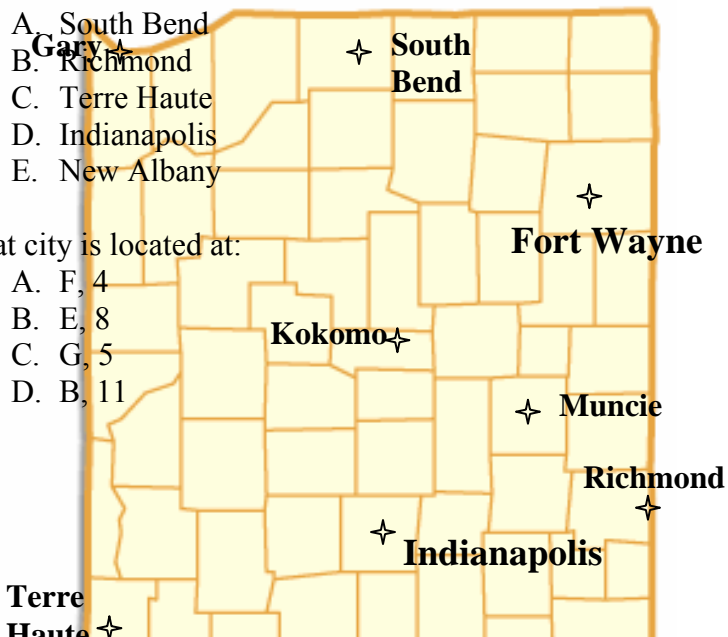 A. South Bend
B. Richmond
C. Terre Haute
D. Indianapolis
E. New Albany
at city is located at:
A. F, 4
B. E, 8
C. G, 5
D. B, 11
Gary
South
Bend
Fort Wayne
Kokomo
Muncie
Richmond
Indianapolis
Terre
Haute